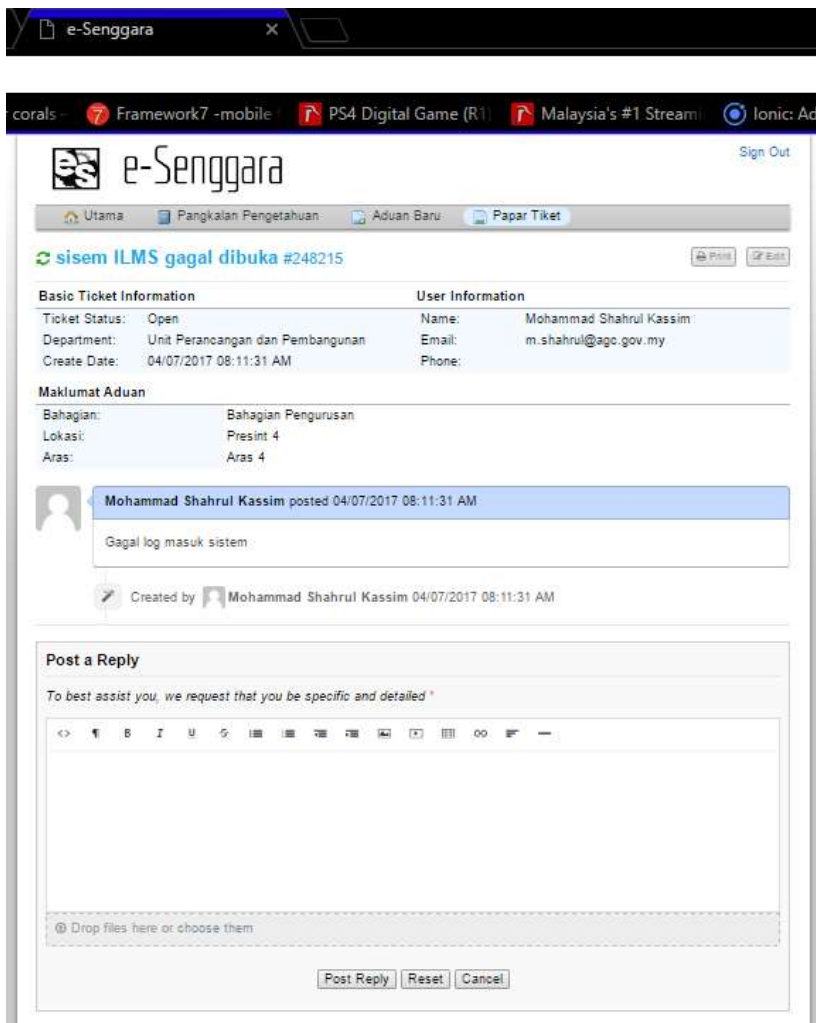 e-Senggara
corals - Framework7 -mobile PS4 Digital Game (R1) Malaysia's #1 Stream Ionic: Ad
es e-Senggara Sign Out
Utama Pangkalan Pengetahuan Aduan Baru Papar Tiket
sisem ILMS gagal dibuka #248215 Print Edit
Basic Ticket Information User Information
Ticket Status: Open Name: Mohammad Shahrul Kassim
Department: Unit Perancangan dan Pembangunan Email: m.shahrul@agc.gov.my
Create Date: 04/07/2017 08:11:31 AM Phone:
Maklumat Aduan
Bahagian: Bahagian Pengurusan
Lokasi: Presint 4
Aras: Aras 4
Mohammad Shahrul Kassim posted 04/07/2017 08:11:31 AM
Gagal log masuk sistem
Created by Mohammad Shahrul Kassim 04/07/2017 08:11:31 AM
Post a Reply
To best assist you, we request that you be specific and detailed *
Drop files here or choose them
Post Reply Reset Cancel